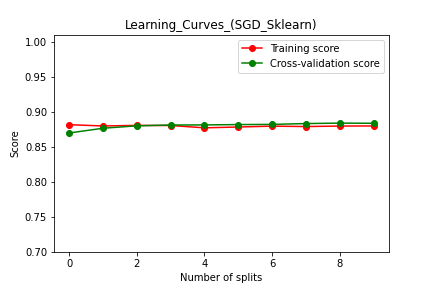 Learning_Curves_(SGD_Sklearn)
Training score
Cross-validation score
1.00
0.95
0.90
0.85
0.80
0.75
0.70
Score
0 2 4 6 8
Number of splits